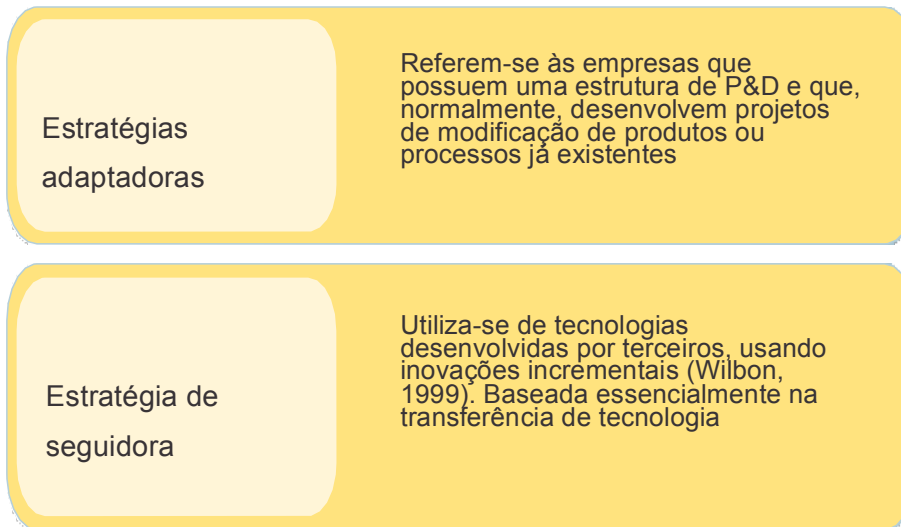 Estratégias
adaptadoras
Referem-se às empresas que
possuem uma estrutura de P&D e que,
normalmente, desenvolvem projetos
de modificação de produtos ou
processos já existentes
Estratégia de
seguidora
Utiliza-se de tecnologias
desenvolvidas por terceiros, usando
inovações incrementais (Wilbon,
1999). Baseada essencialmente na
transferência de tecnologia